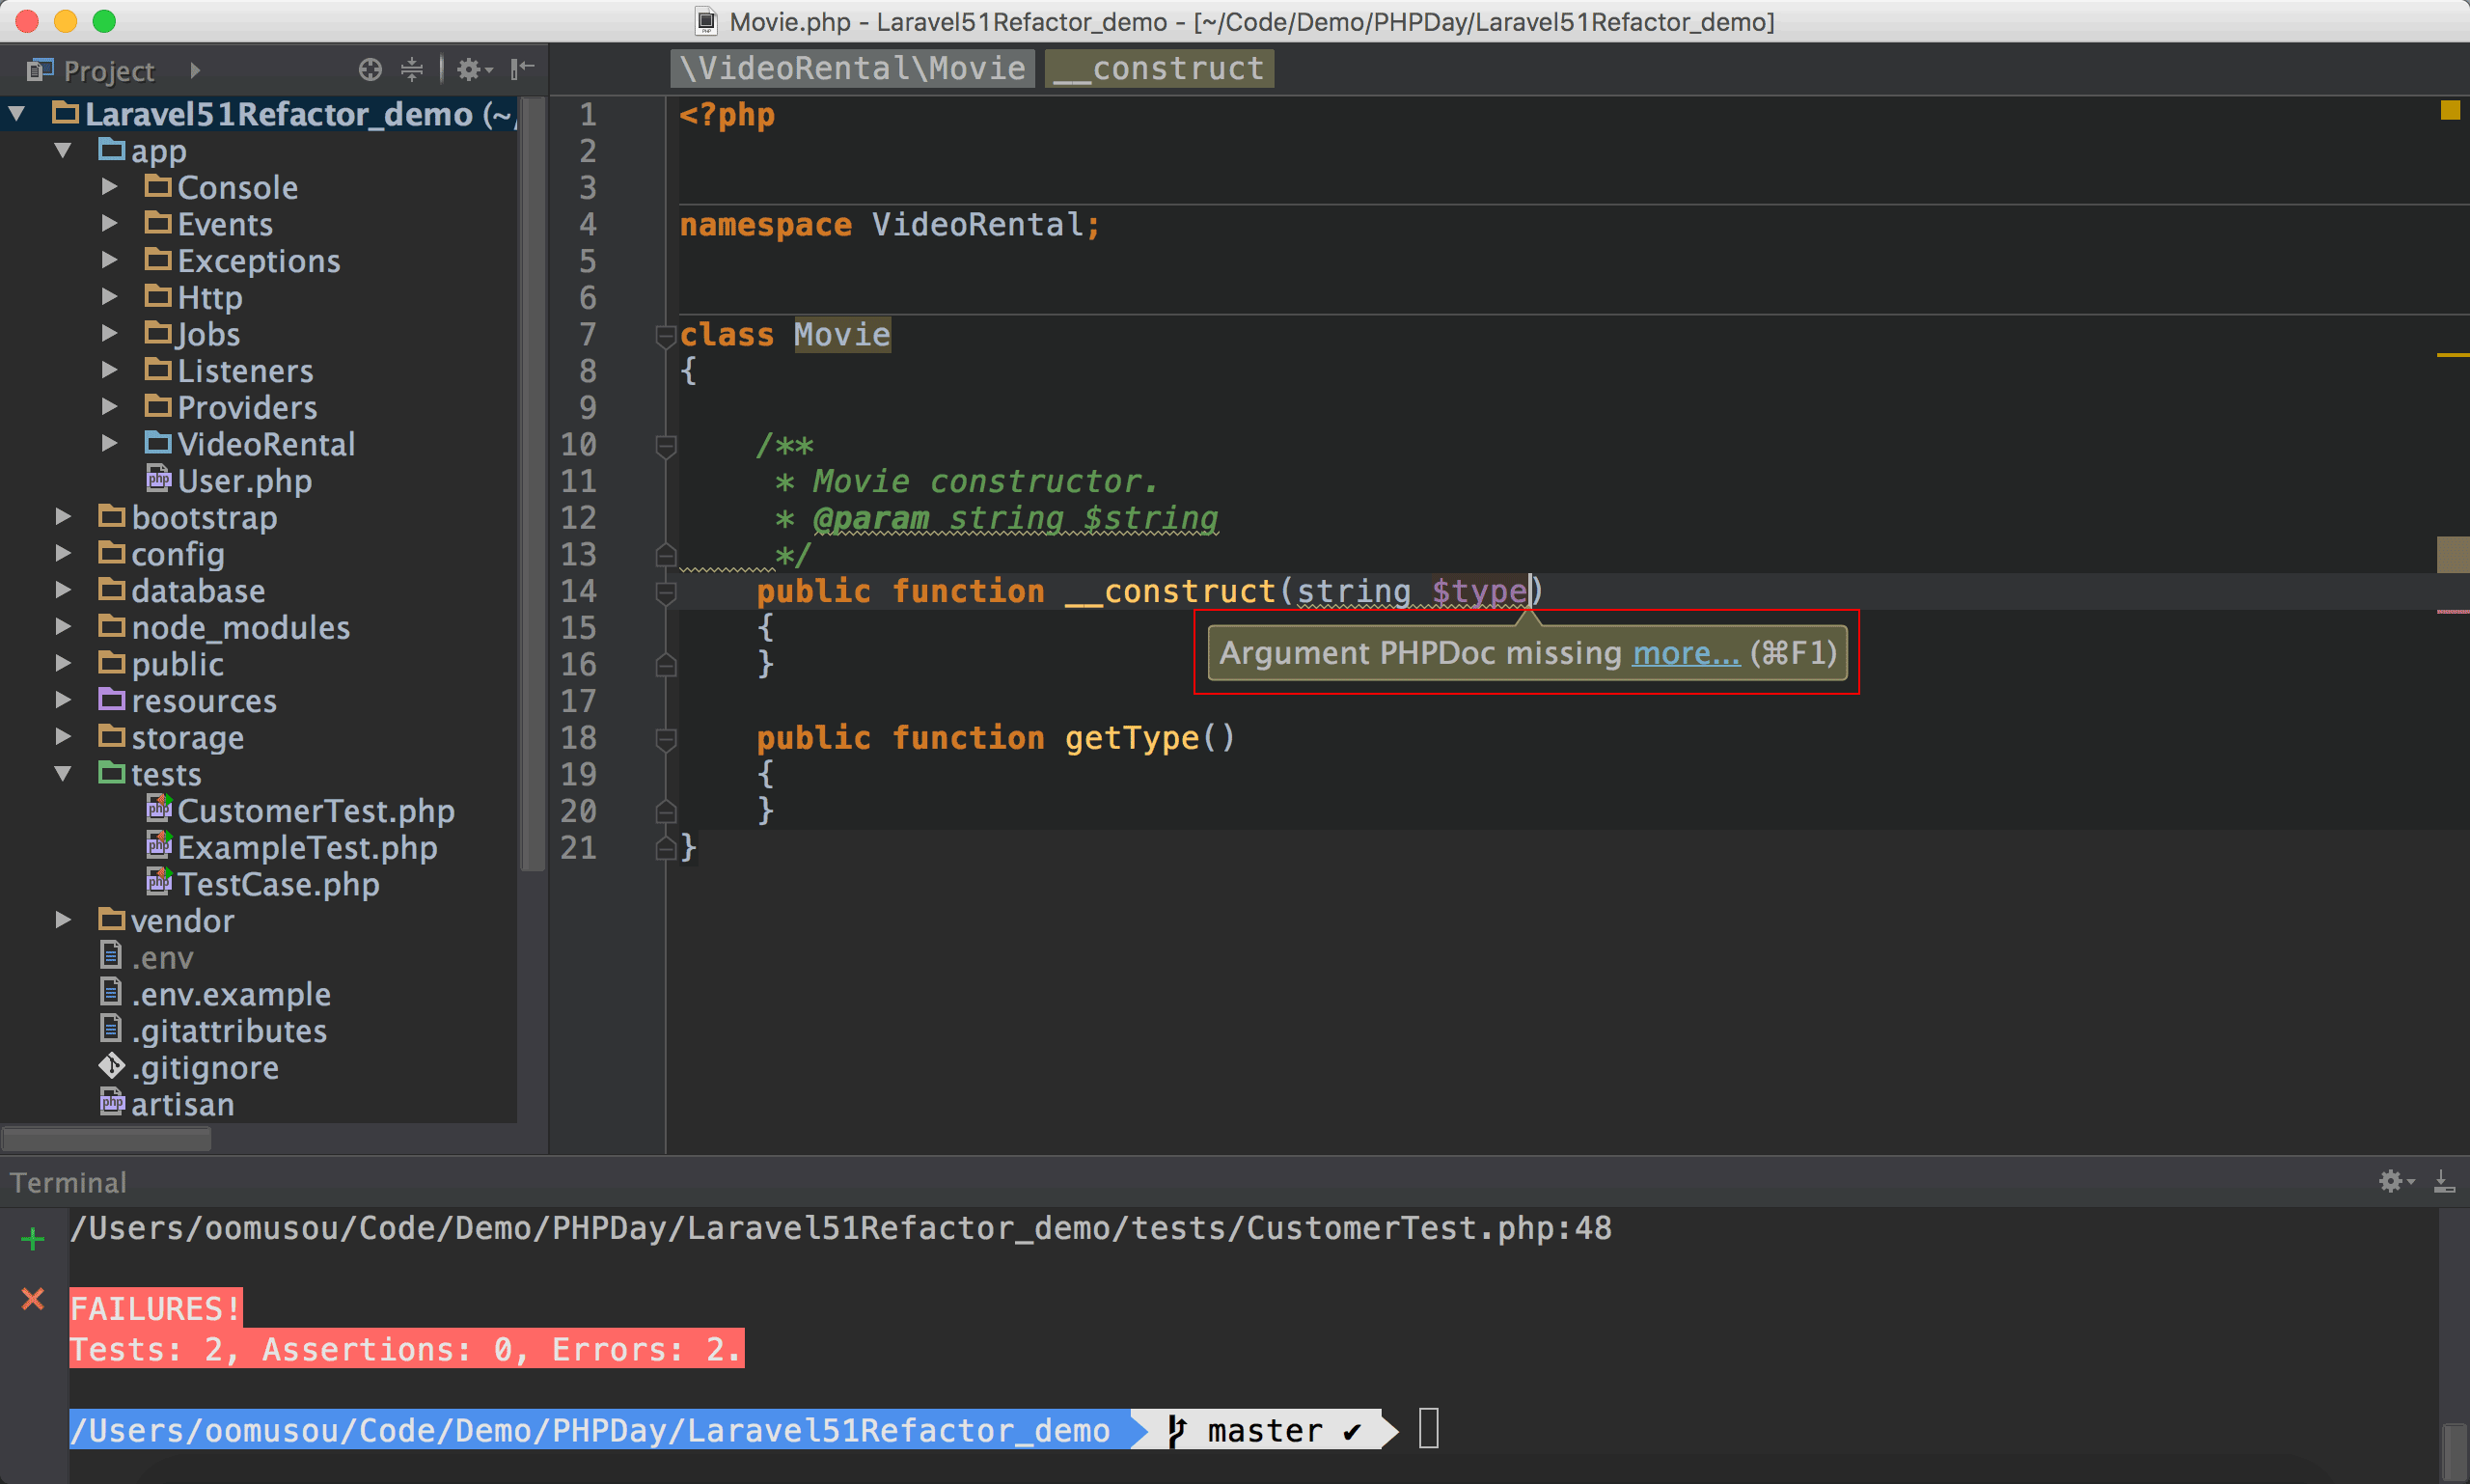 Movie.php - Laravel51Refactor_demo - [~/Code/Demo/PHPDay/Laravel51Refactor_demo]
Project
\VideoRental\Movie __construct
Laravel51Refactor_demo (~/
app
Console
Events
Exceptions
Http
Jobs
Listeners
Providers
VideoRental
User.php
bootstrap
config
database
node_modules
public
resources
storage
tests
CustomerTest.php
ExampleTest.php
TestCase.php
vendor
.env
.env.example
.gitattributes
.gitignore
artisan
1 <?php
2
3
4 namespace VideoRental;
5
6
7 class Movie
8 {
9
10 /**
11 * Movie constructor.
12 * @param string $string
13 */
14 public function __construct(string $type)
15 {
Argument PHPDoc missing more... (⌘F1)
16 }
17
18 public function getType()
19 {
20 }
21 }
Terminal
/Users/oomusou/Code/Demo/PHPDay/Laravel51Refactor_demo/tests/CustomerTest.php:48
FAILURES!
Tests: 2, Assertions: 0, Errors: 2.
/Users/oomusou/Code/Demo/PHPDay/Laravel51Refactor_demo master ✔